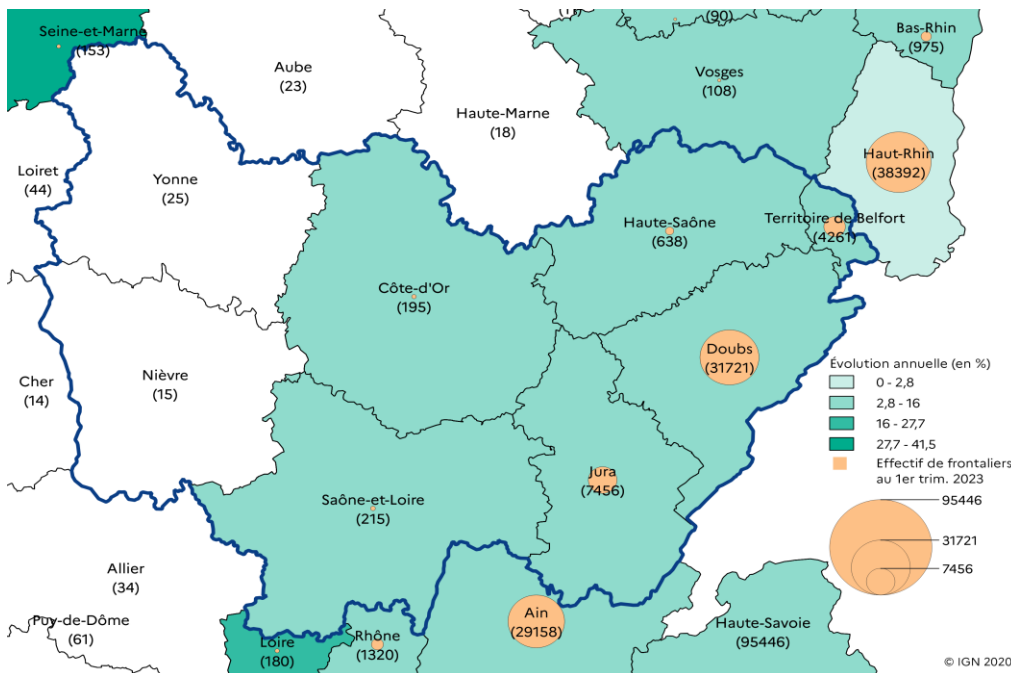 (90)
Seine-et-Marne
(153)
Bas-Rhin
(975)
Aube
(23)
Vosges
(108)
Haute-Marne
(18)
Haut-Rhin
(38392)
Loiret
(44)
Yonne
(25)
Haute-Saône
(638)
Territoire de Belfort
(4261)
Côte-d'Or
(195)
Doubs
(31721)
Cher
(14)
Nièvre
(15)
Jura
(7456)
Saône-et-Loire
(215)
Allier
(34)
Puy-de-Dôme
(61)
Loire
(180)
Rhône
(1320)
Ain
(29158)
Haute-Savoie
(95446)
Évolution annuelle (en %)
0 - 2,8
2,8 - 16
16 - 27,7
27,7 - 41,5
Effectif de frontaliers
au 1er trim. 2023
95446
31721
7456
© IGN 2020